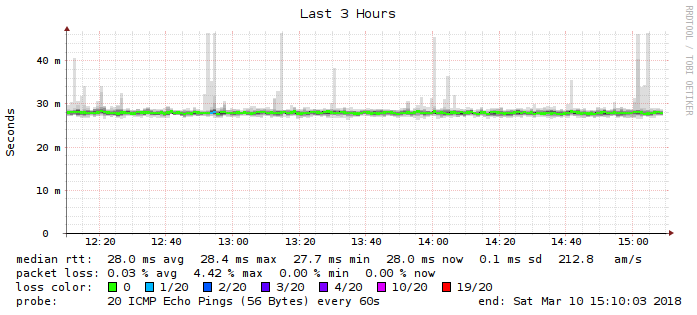 Last 3 Hours
RRDTOOL / TOBI OETIKER
Seconds
40 m
30 m
20 m
10 m
0
12:20 12:40 13:00 13:20 13:40 14:00 14:20 14:40 15:00
median rtt: 28.0 ms avg 28.4 ms max 27.7 ms min 28.0 ms now 0.1 ms sd 212.8 am/s
packet loss: 0.03 % avg 4.42 % max 0.00 % min 0.00 % now
loss color: 0 1/20 2/20 3/20 4/20 10/20 19/20
probe: 20 ICMP Echo Pings (56 Bytes) every 60s end: Sat Mar 10 15:10:03 2018